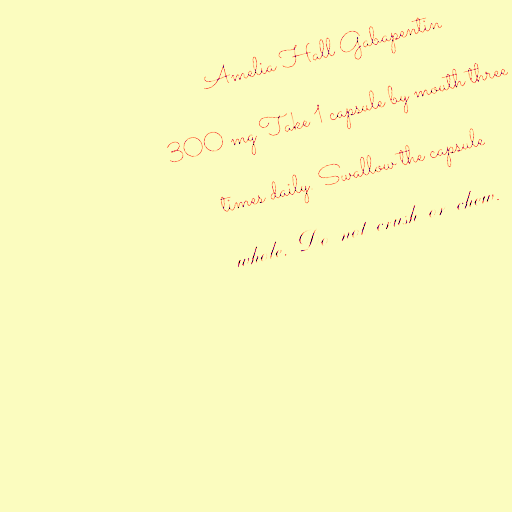 Amelia Hall Gabapentin
300 mg Take 1 capsule by mouth three
times daily Swallow the capsule
whole. Do not crush or chew.